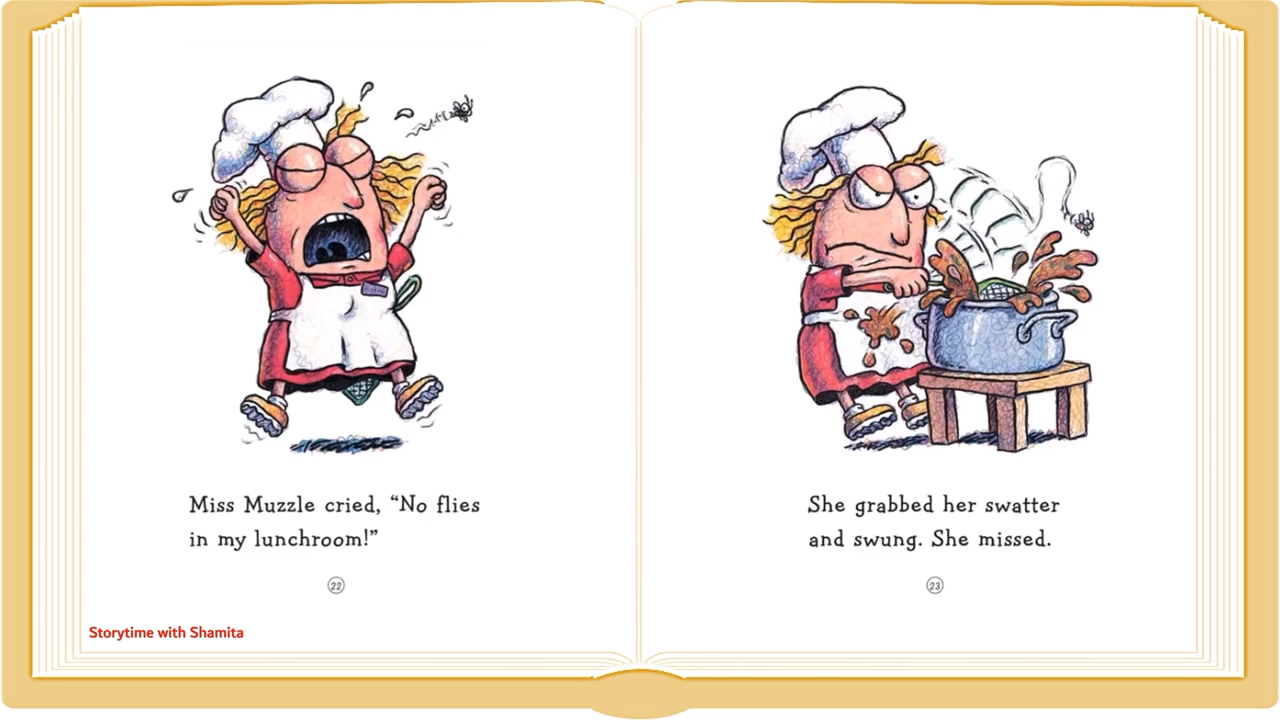 Miss Muzzle cried, “No flies
in my lunchroom!”
22
Storytime with Shamita
She grabbed her swatter
and swung. She missed.
23